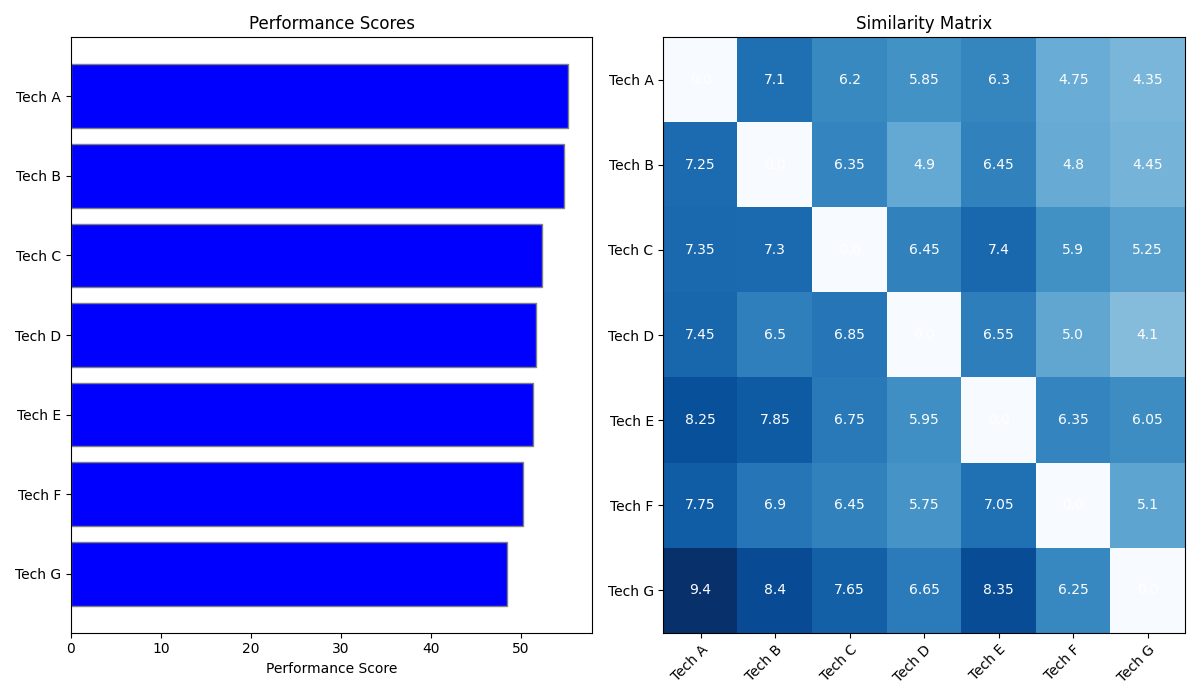 Performance Scores
Tech A
Tech B
Tech C
Tech D
Tech E
Tech F
Tech G
0 10 20 30 40 50
Performance Score
Similarity Matrix
Tech A 7.1 6.2 5.85 6.3 4.75 4.35
Tech B 7.25 6.35 4.9 6.45 4.8 4.45
Tech C 7.35 7.3 6.45 7.4 5.9 5.25
Tech D 7.45 6.5 6.85 6.55 5.0 4.1
Tech E 8.25 7.85 6.75 5.95 6.35 6.05
Tech F 7.75 6.9 6.45 5.75 7.05 5.1
Tech G 9.4 8.4 7.65 6.65 8.35 6.25
Tech A Tech B Tech C Tech D Tech E Tech F Tech G